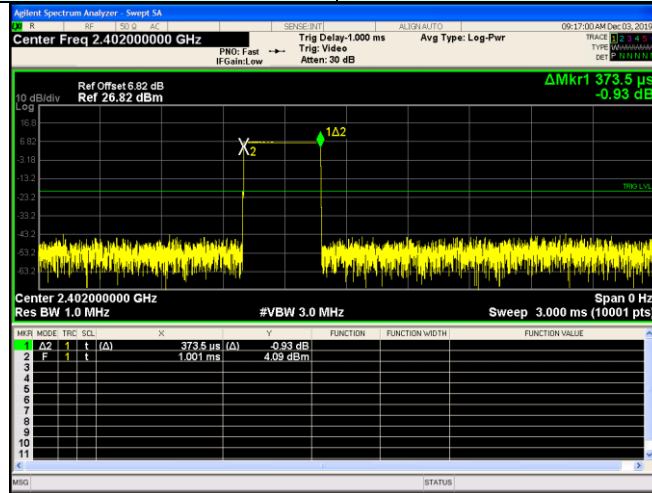 Agilent Spectrum Analyzer - Swept SA
R RF 50 Ω AC SENSE:INT ALIGN AUTO 09:17:00 AM Dec 03, 2019
Center Freq 2.402000000 GHz
PNO: Fast
IFGain:Low
Trig Delay-1.000 ms
Trig: Video
Atten: 30 dB
Avg Type: Log-Pwr
TRACE 1 2 3 4 5
TYPE
DET P N N N N
ΔMkr1 373.5 µs
-0.93 dB
Ref Offset 6.82 dB
10 dB/div Ref 26.82 dBm
Log
16.8
6.82
-3.18
-13.2
-23.2
-33.2
-43.2
-53.2
-63.2
1Δ2
2
TRIG LVL
Center 2.402000000 GHz Span 0 Hz
Res BW 1.0 MHz #VBW 3.0 MHz Sweep 3.000 ms (10001 pts)
MKR MODE TRC SCL X Y FUNCTION FUNCTION WIDTH FUNCTION VALUE
1 Δ2 1 t (Δ) 373.5 µs (Δ) -0.93 dB
2 F 1 t 1.001 ms 4.09 dBm
3
4
5
6
7
8
9
10
11
MSG STATUS